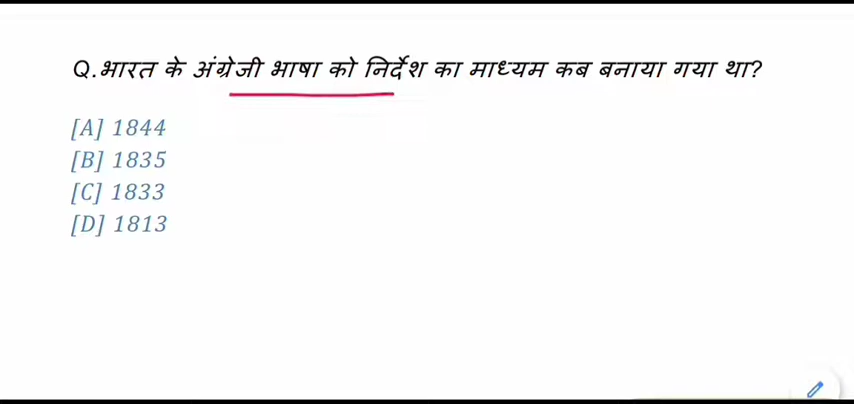 Q.भारत के अंग्रेजी भाषा को निर्देश का माध्यम कब बनाया गया था?
[A] 1844
[B] 1835
[C] 1833
[D] 1813